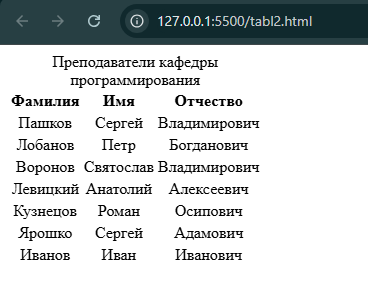 127.0.0.1:5500/tabl2.html
Преподаватели кафедры
программирования
Фамилия Имя Отчество
Пашков Сергей Владимирович
Лобанов Петр Богданович
Воронов Святослав Владимирович
Левицкий Анатолий Алексеевич
Кузнецов Роман Осипович
Ярошко Сергей Адамович
Иванов Иван Иванович